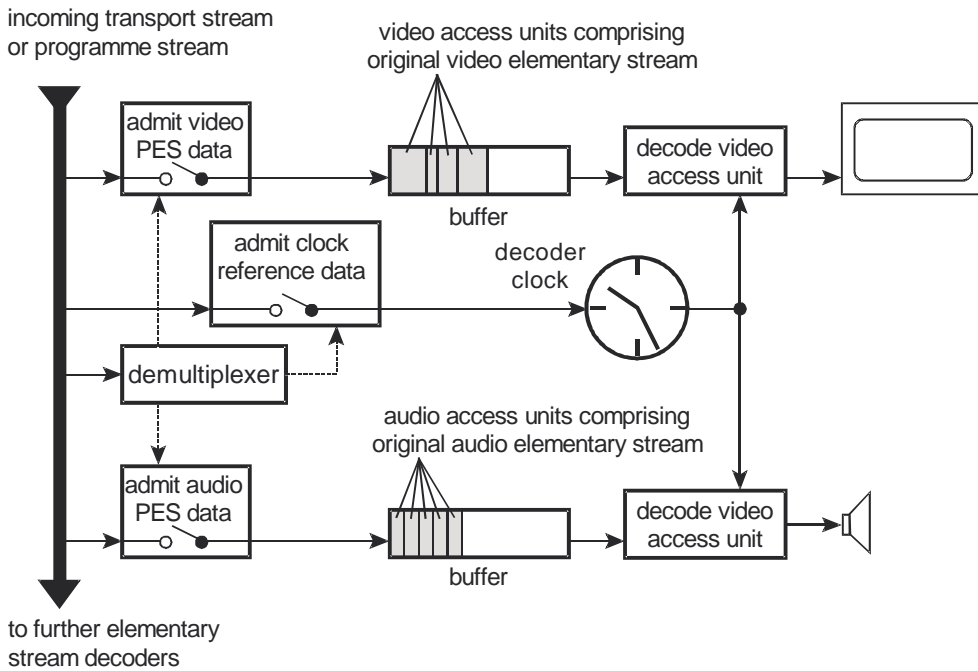 incoming transport stream
or programme stream
video access units comprising
original video elementary stream
admit video
PES data
buffer
decode video
access unit
admit clock
reference data
decoder
clock
demultiplexer
audio access units comprising
original audio elementary stream
admit audio
PES data
buffer
decode video
access unit
to further elementary
stream decoders